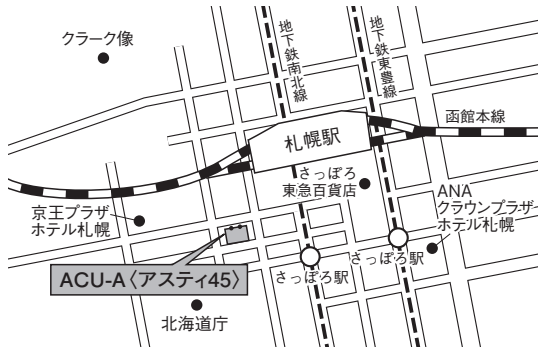 クラーク像
地下鉄南北線
地下鉄東豊線
函館本線
札幌駅
さっぽろ
東急百貨店
京王プラザ
ホテル札幌
ANA
クラウンプラザ
ホテル札幌
さっぽろ駅
さっぽろ駅
ACU-A〈アスティ45〉
北海道庁